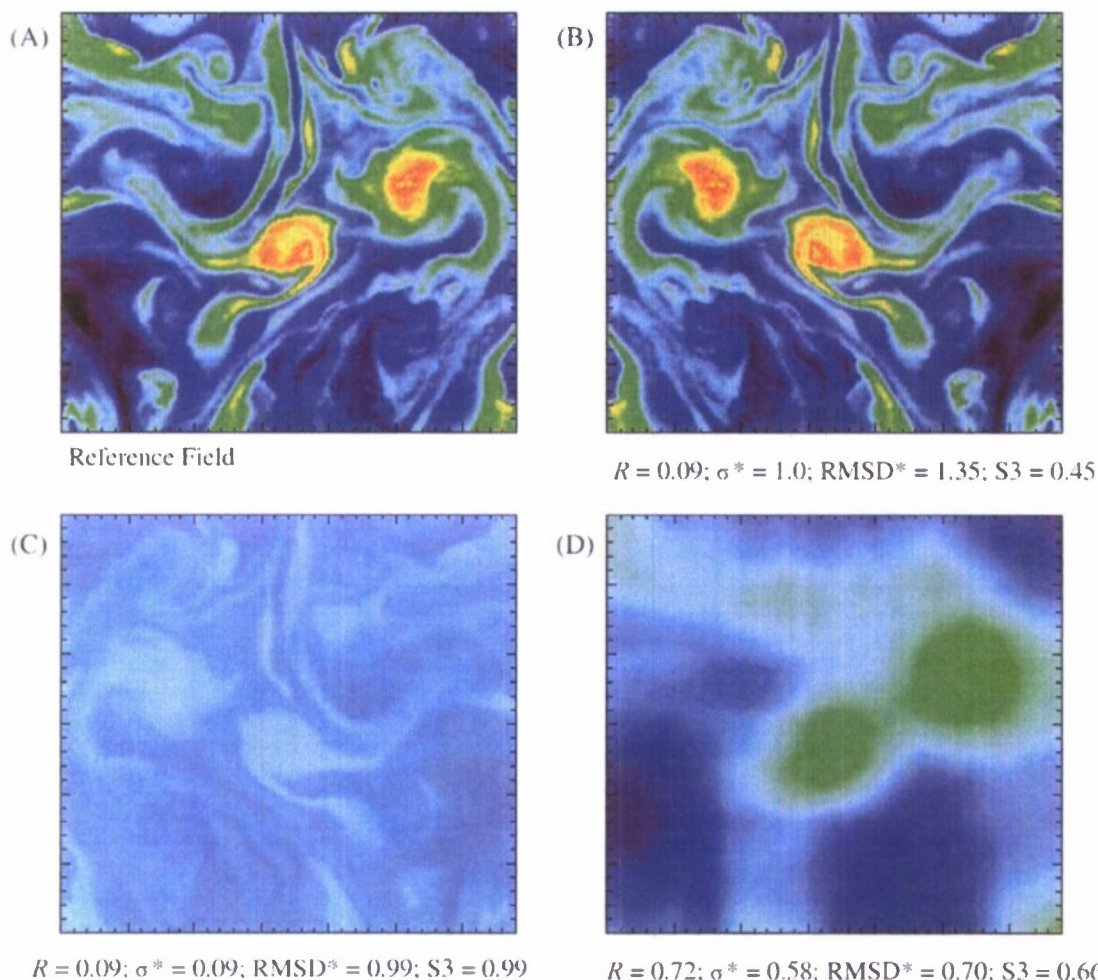 (A)
(B)
Reference Field
R = 0.09; σ* = 1.0; RMSD* = 1.35; S3 = 0.45
(C)
(D)
R = 0.09; σ* = 0.09; RMSD* = 0.99; S3 = 0.99
R = 0.72; σ* = 0.58; RMSD* = 0.70; S3 = 0.66